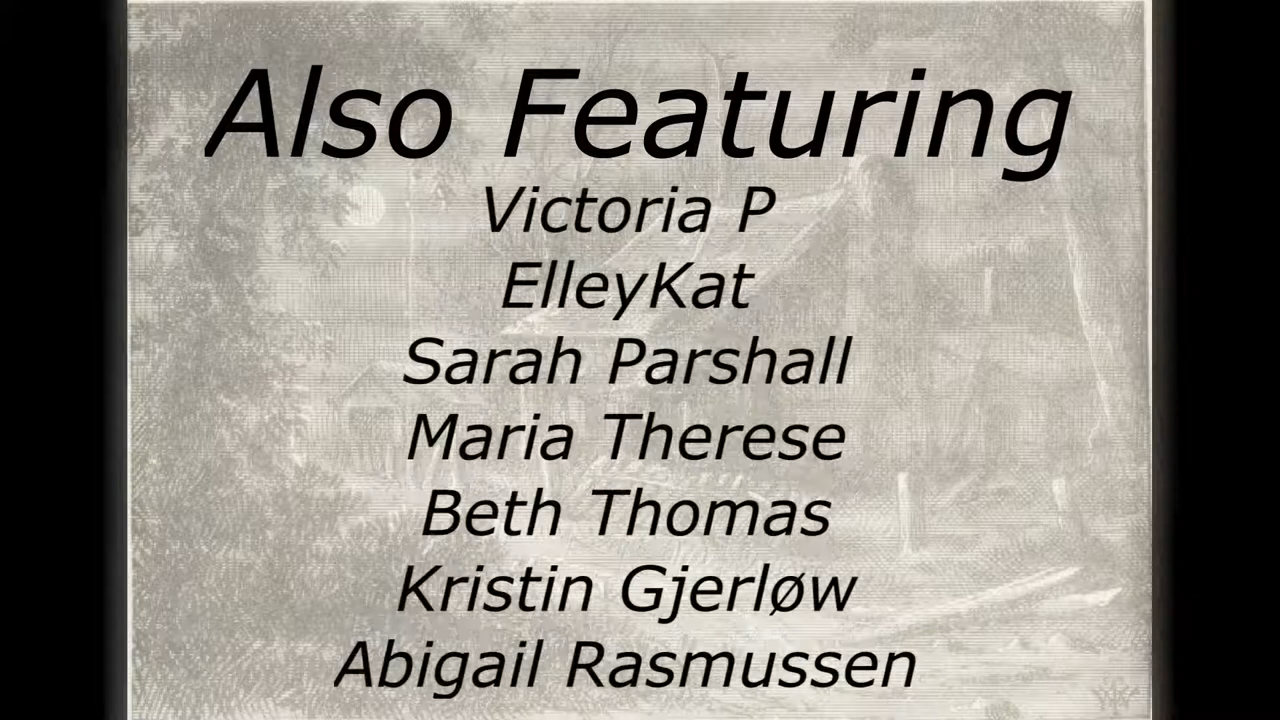 Also Featuring
Victoria P
ElleyKat
Sarah Parshall
Maria Therese
Beth Thomas
Kristin Gjerløw
Abigail Rasmussen